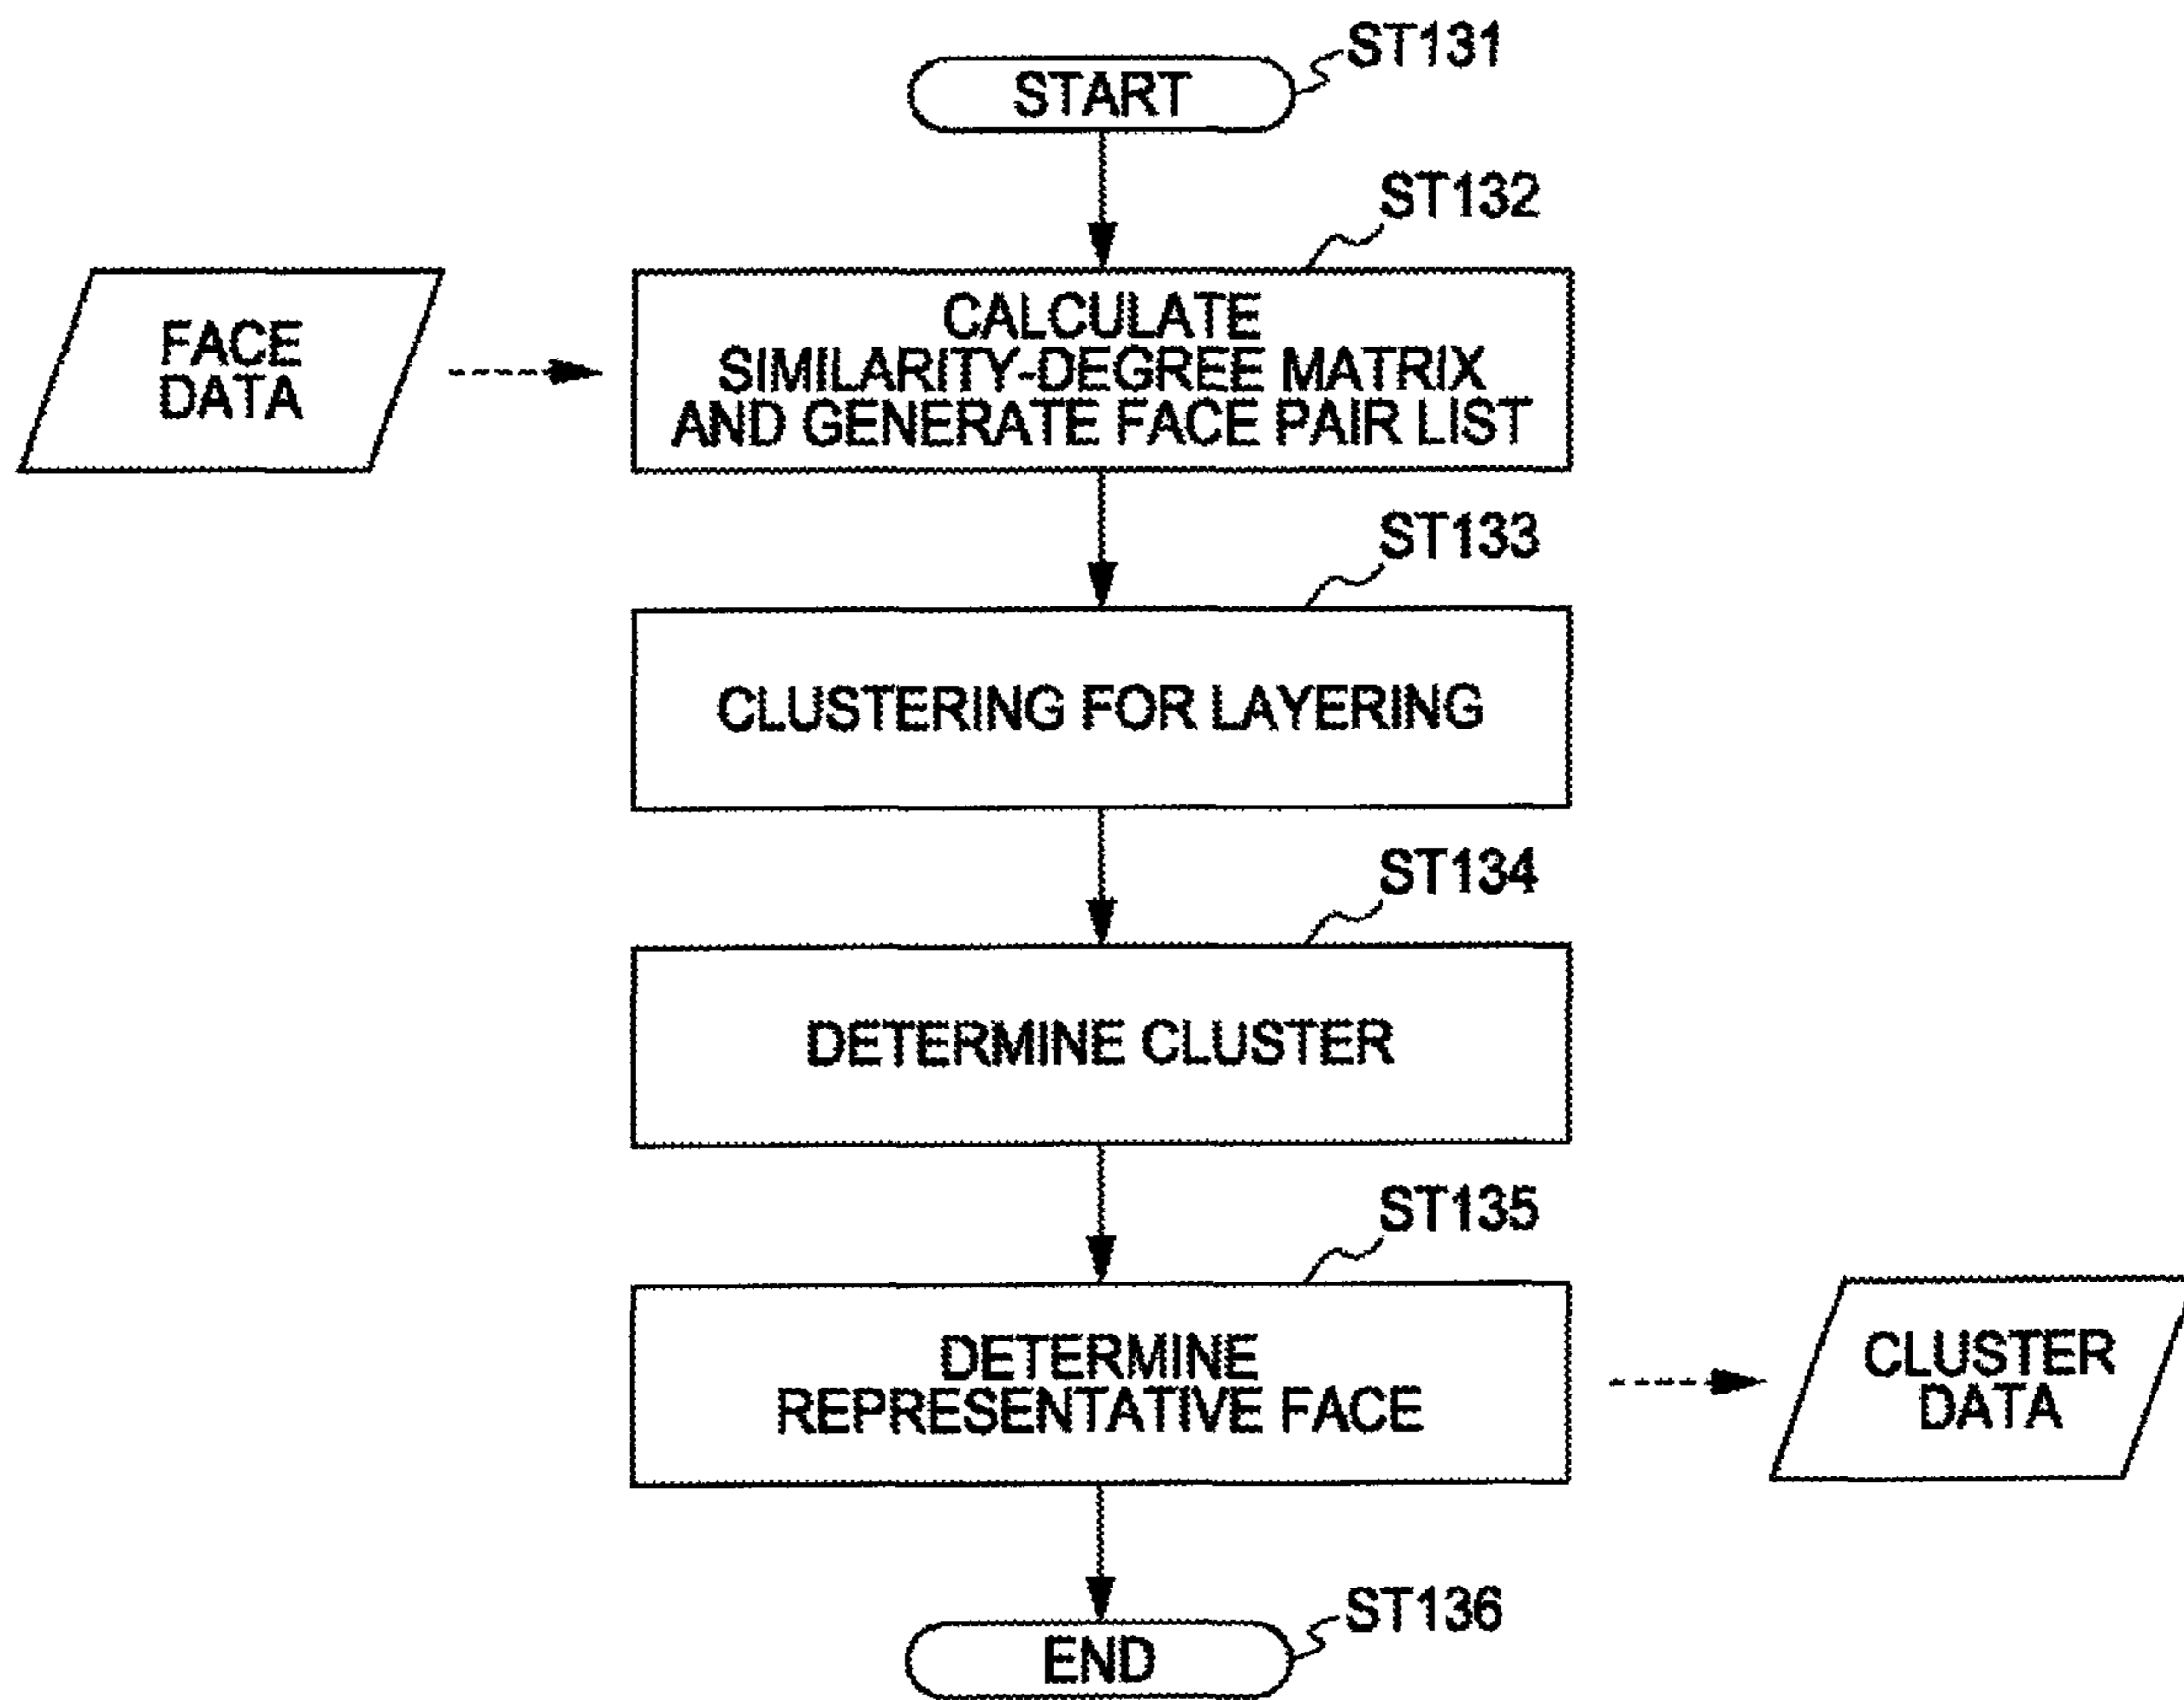 START
ST131
ST132
FACE
DATA
CALCULATE
SIMILARITY-DEGREE MATRIX
AND GENERATE FACE PAIR LIST
ST133
CLUSTERING FOR LAYERING
ST134
DETERMINE CLUSTER
ST135
DETERMINE
REPRESENTATIVE FACE
CLUSTER
DATA
ST136
END